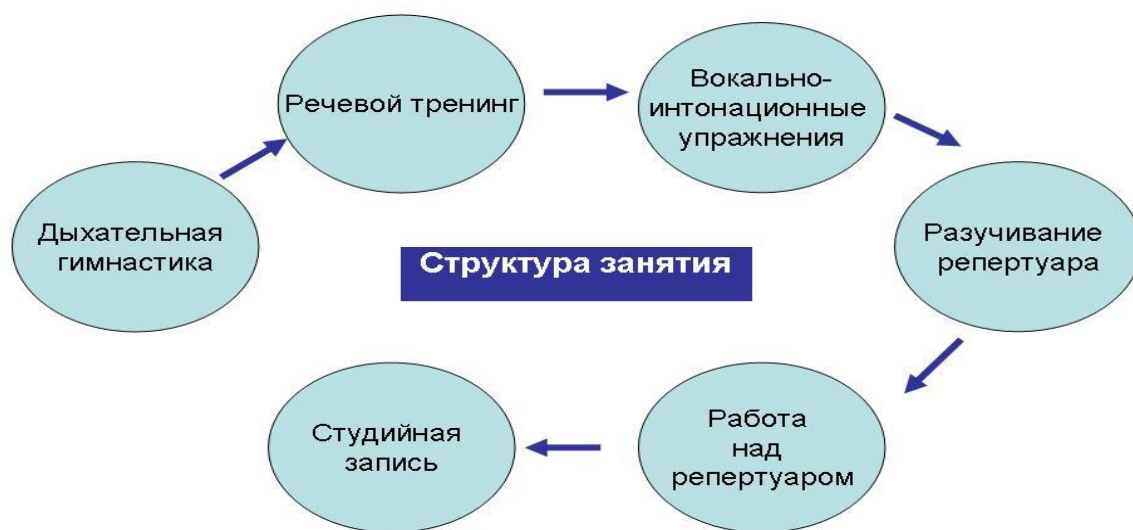 Дыхательная
гимнастика
Речевой тренинг
Вокально-
интонационные
упражнения
Разучивание
репертуара
Структура занятия
Работа
над
репертуаром
Студийная
запись